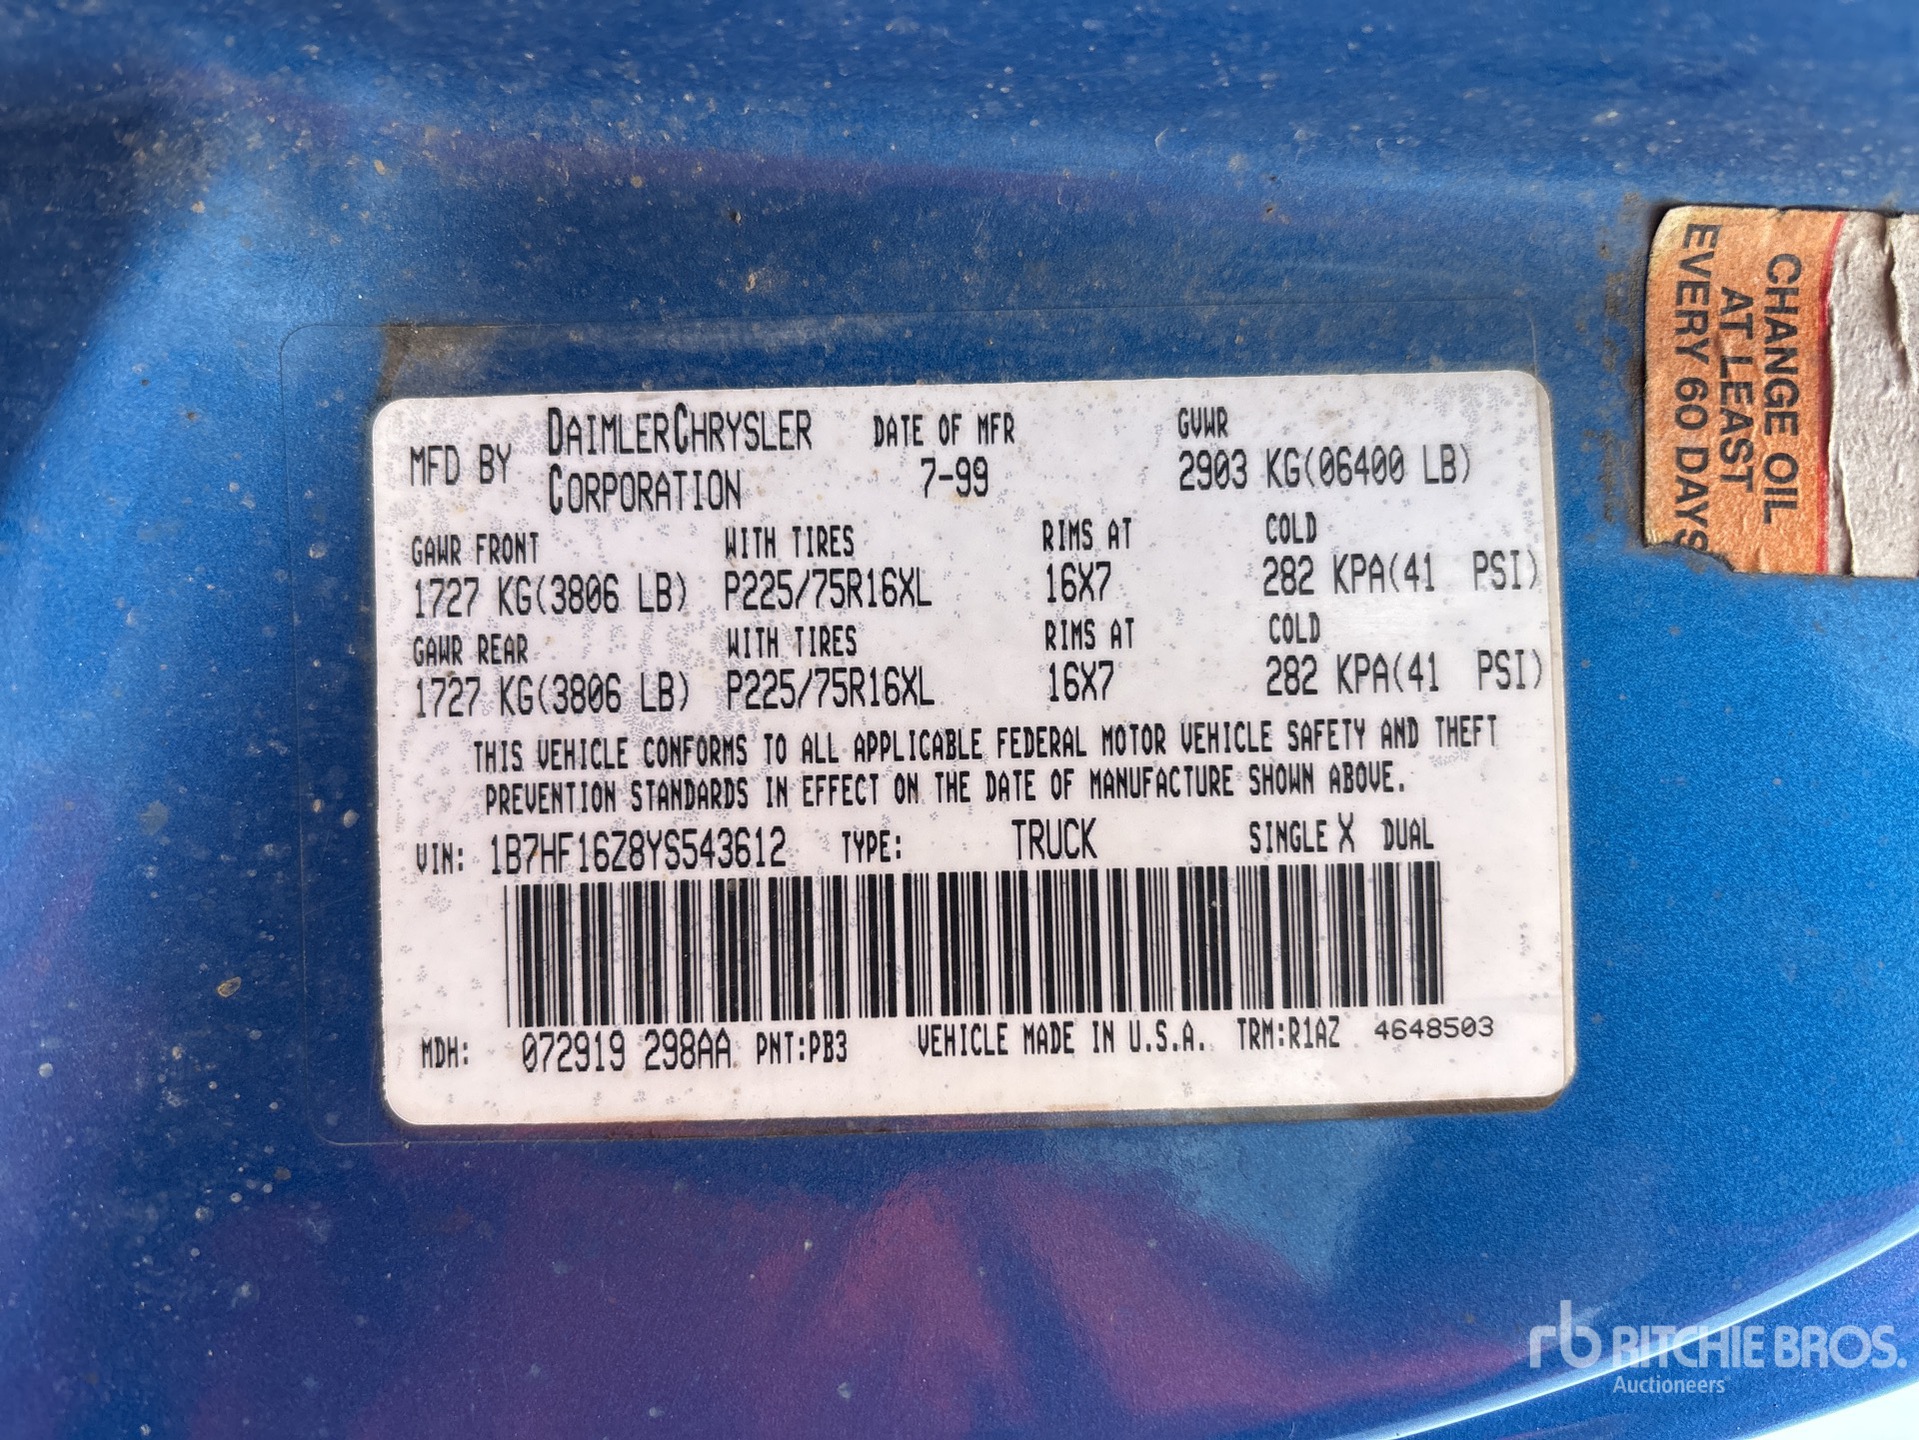 MFD BY DAIMLERCHRYSLER CORPORATION
DATE OF MFR
7-99
GVWR
2903 KG(06400 LB)
GAWR FRONT WITH TIRES RIMS AT COLD
1727 KG(3806 LB) P225/75R16XL 16X7 282 KPA(41 PSI)
GAWR REAR WITH TIRES RIMS AT COLD
1727 KG(3806 LB) P225/75R16XL 16X7 282 KPA(41 PSI)
THIS VEHICLE CONFORMS TO ALL APPLICABLE FEDERAL MOTOR VEHICLE SAFETY AND THEFT
PREVENTION STANDARDS IN EFFECT ON THE DATE OF MANUFACTURE SHOWN ABOVE.
VIN: 1B7HF16Z8YS543612 TYPE: TRUCK SINGLE X DUAL
MDH: 072919 298AA PNT:PB3 VEHICLE MADE IN U.S.A. TRM:R1AZ 4648503
CHANGE OIL
AT LEAST
EVERY 60 DAYS
rb RITCHIE BROS.
Auctioneers